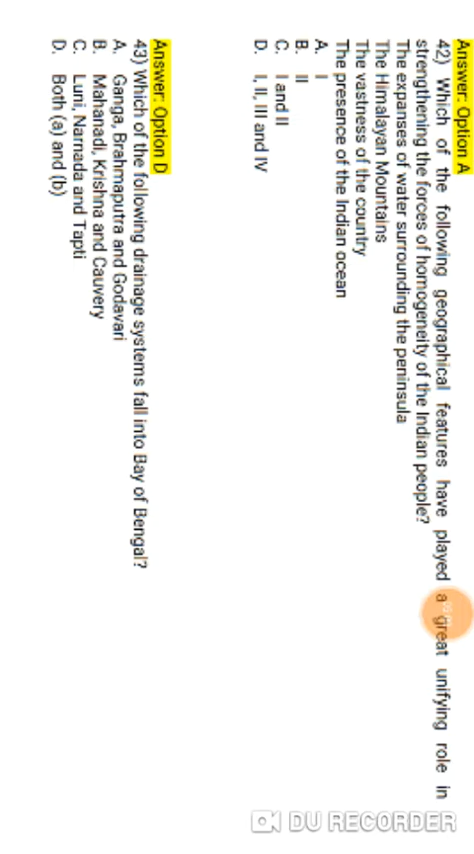 Answer: Option A
42) Which of the following geographical features have played a great unifying role in
strengthening the forces of homogeneity of the Indian people?
The expanses of water surrounding the peninsula
The Himalayan Mountains
The vastness of the country
The presence of the Indian ocean
A. I
B. II
C. I and II
D. I, II, III and IV
Answer: Option D
43) Which of the following drainage systems fall into Bay of Bengal?
A. Ganga, Brahmaputra and Godavari
B. Mahanadi, Krishna and Cauvery
C. Luni, Narnada and Tapti
D. Both (a) and (b)
DU RECORDER